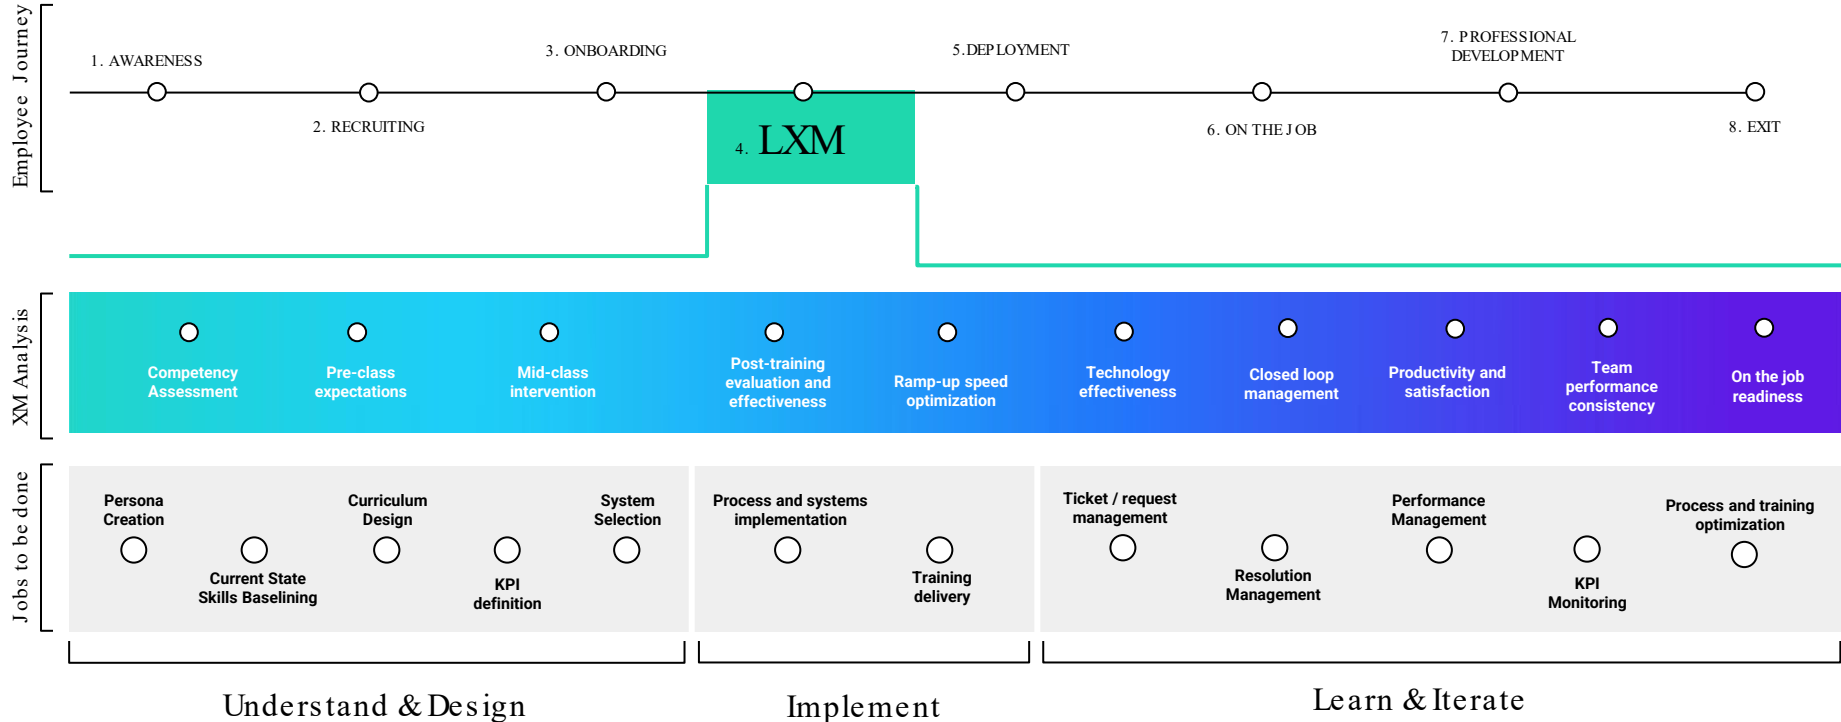 Employee Journey
1. AWARENESS
2. RECRUITING
3. ONBOARDING
4. LXM
5.DEPLOYMENT
6. ON THE JOB
7. PROFESSIONAL
DEVELOPMENT
8. EXIT
XM Analysis
Competency
Assessment
Pre-class
expectations
Mid-class
intervention
Post-training
evaluation and
effectiveness
Ramp-up speed
optimization
Technology
effectiveness
Closed loop
management
Productivity and
satisfaction
Team
performance
consistency
On the job
readiness
Jobs to be done
Persona
Creation
Current State
Skills Baselining
Curriculum
Design
KPI
definition
System
Selection
Process and systems
implementation
Training
delivery
Ticket / request
management
Resolution
Management
Performance
Management
KPI
Monitoring
Process and training
optimization
Understand & Design
Implement
Learn & Iterate